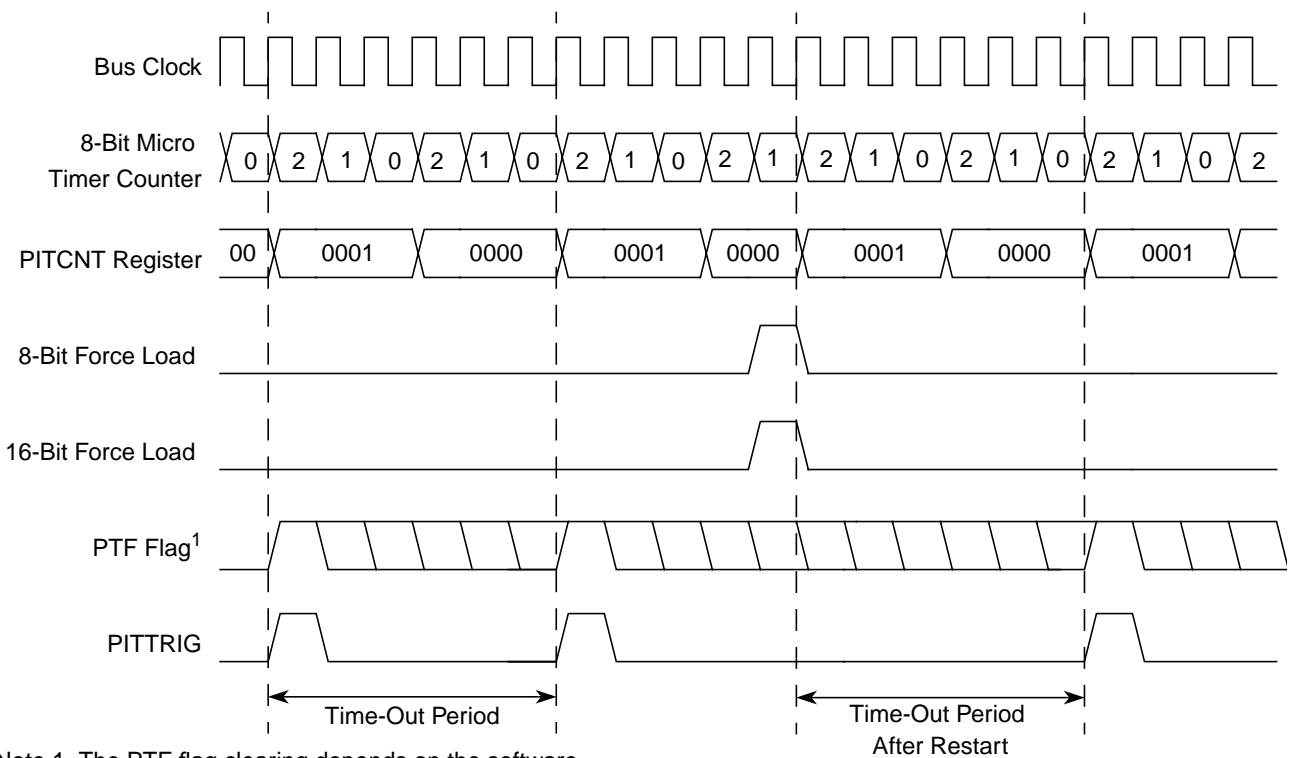 Bus Clock
8-Bit Micro
Timer Counter
0 2 1 0 2 1 0 2 1 0 2 1 2 1 0 2 1 0 2 1 0 2
PITCNT Register
00 0001 0000 0001 0000 0001 0000 0001
8-Bit Force Load
16-Bit Force Load
PTF Flag1
PITTRIG
Time-Out Period
Time-Out Period
After Restart
Note 1. The PTF flag clearing depends on the software